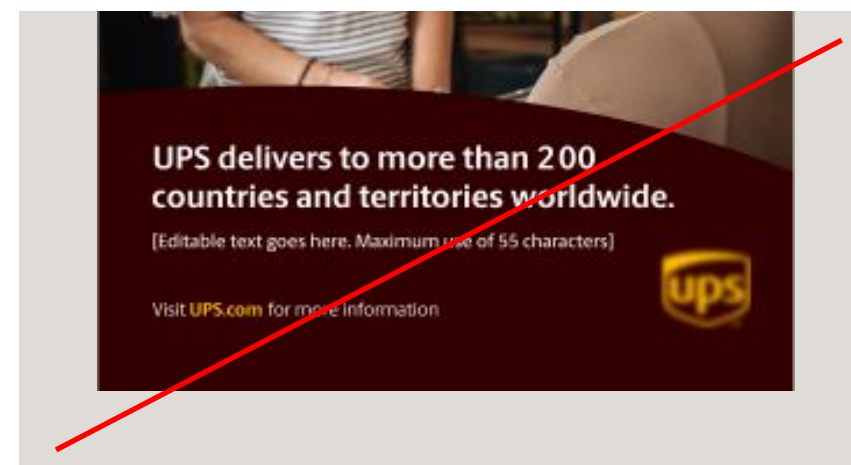 UPS delivers to more than 200
countries and territories worldwide.
[Editable text goes here. Maximum use of 55 characters]
Visit UPS.com for more information
ups